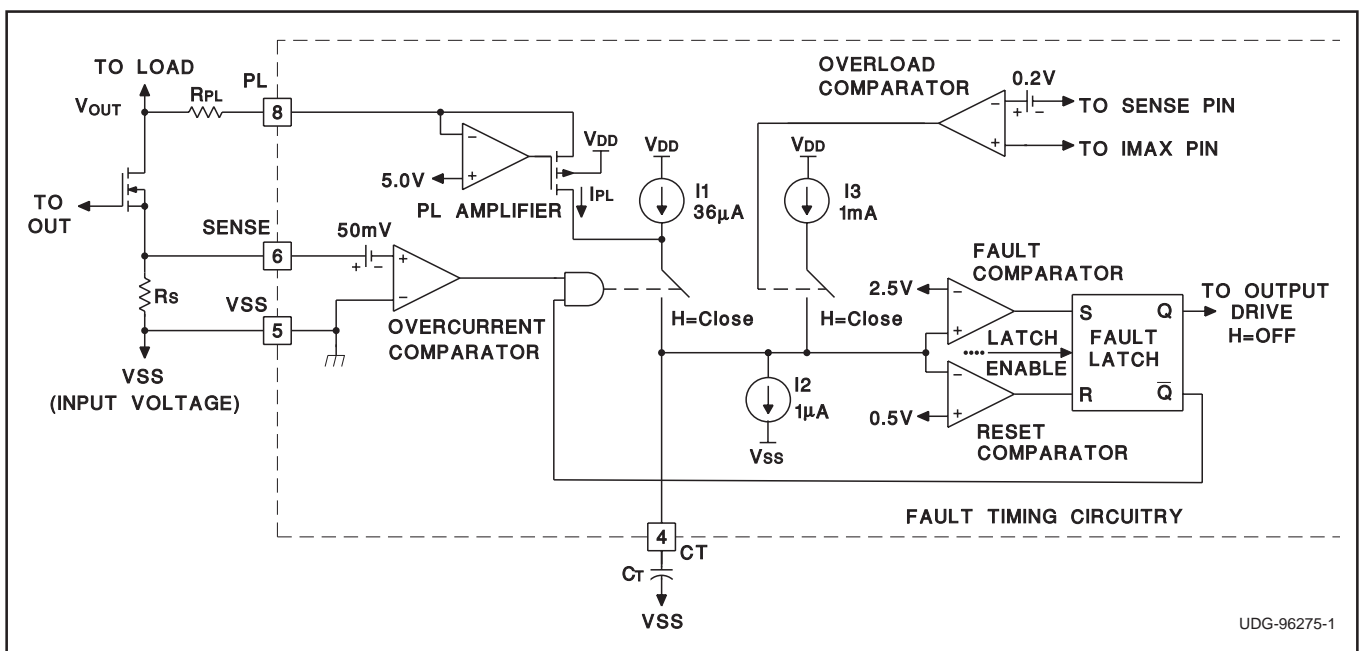 TO LOAD
VOUT
RPL
PL
8
TO
OUT
SENSE
6
RS
VSS
5
VSS
(INPUT VOLTAGE)
−
+
5.0V
PL AMPLIFIER
VDD
IPL
VDD
I1
36µA
50mV
+ −
+
−
OVERCURRENT
COMPARATOR
H=Close
OVERLOAD
COMPARATOR
0.2V
−
+ −
+
TO SENSE PIN
TO IMAX PIN
VDD
I3
1mA
H=Close
I2
1µA
VSS
FAULT
COMPARATOR
2.5V
−
+
LATCH
ENABLE
−
+
0.5V
RESET
COMPARATOR
S
Q
FAULT
LATCH
R
Q̅
TO OUTPUT
DRIVE
H=OFF
FAULT TIMING CIRCUITRY
4
CT
CT
VSS
UDG-96275-1